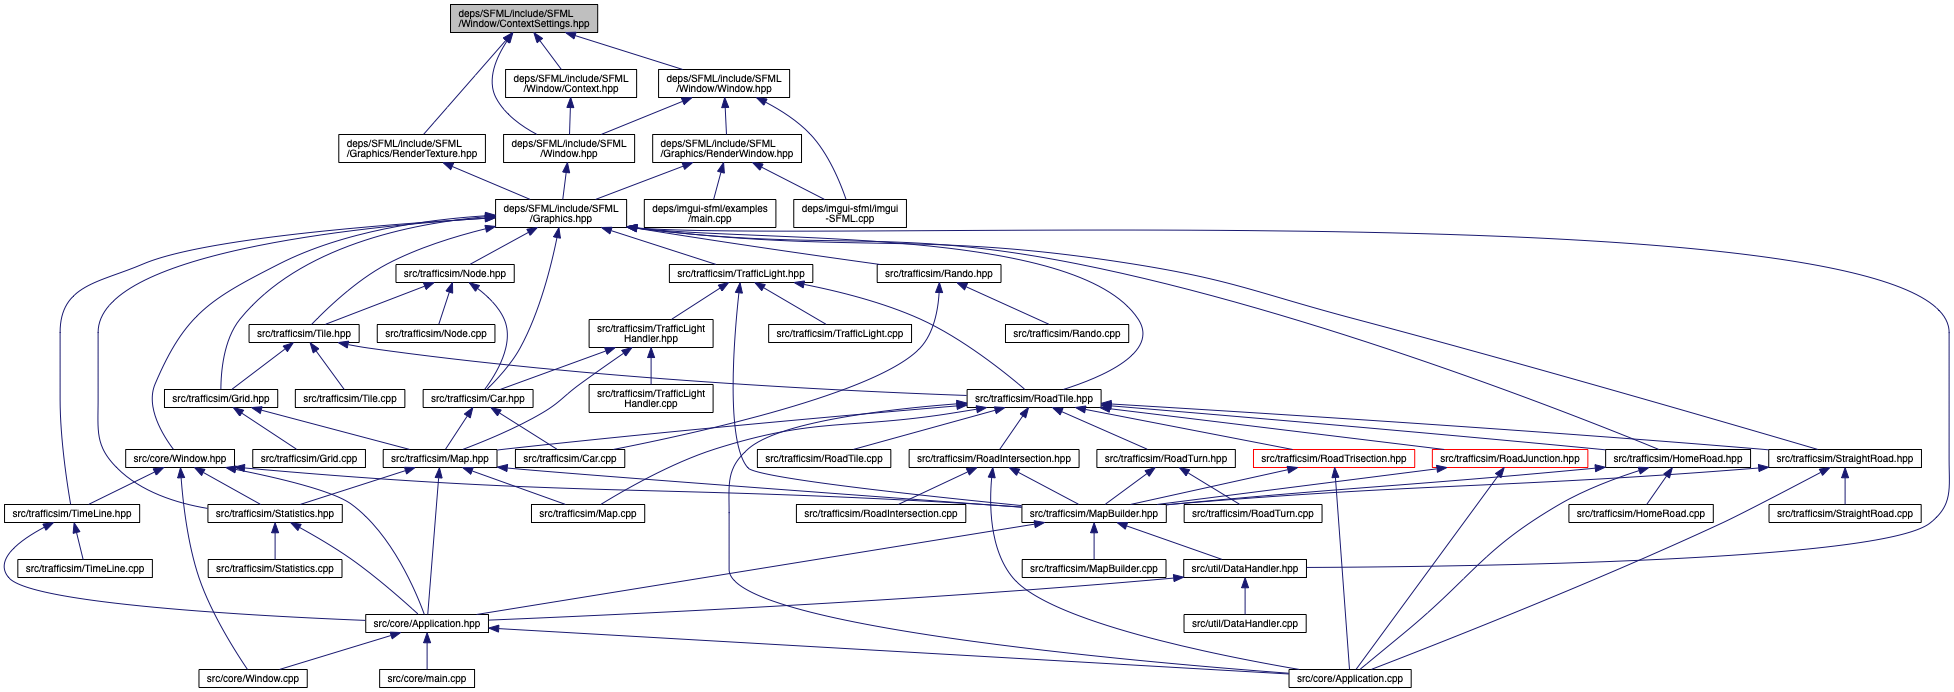 deps/SFML/include/SFML
/Window/ContextSettings.hpp
deps/SFML/include/SFML
/Window/Context.hpp
deps/SFML/include/SFML
/Window/Window.hpp
deps/SFML/include/SFML
/Graphics/RenderTexture.hpp
deps/SFML/include/SFML
/Window.hpp
deps/SFML/include/SFML
/Graphics/RenderWindow.hpp
deps/SFML/include/SFML
/Graphics.hpp
deps/imgui-sfml/examples
/main.cpp
deps/imgui-sfml/imgui
-SFML.cpp
src/trafficsim/Node.hpp
src/trafficsim/TrafficLight.hpp
src/trafficsim/Rando.hpp
src/trafficsim/Tile.hpp
src/trafficsim/Node.cpp
src/trafficsim/TrafficLight
Handler.hpp
src/trafficsim/TrafficLight.cpp
src/trafficsim/Rando.cpp
src/trafficsim/Grid.hpp
src/trafficsim/Tile.cpp
src/trafficsim/Car.hpp
src/trafficsim/TrafficLight
Handler.cpp
src/trafficsim/RoadTile.hpp
src/core/Window.hpp
src/trafficsim/Grid.cpp
src/trafficsim/Map.hpp
src/trafficsim/Car.cpp
src/trafficsim/RoadTile.cpp
src/trafficsim/RoadIntersection.hpp
src/trafficsim/RoadTurn.hpp
src/trafficsim/RoadTrisection.hpp
src/trafficsim/RoadJunction.hpp
src/trafficsim/HomeRoad.hpp
src/trafficsim/StraightRoad.hpp
src/trafficsim/TimeLine.hpp
src/trafficsim/Statistics.hpp
src/trafficsim/Map.cpp
src/trafficsim/RoadIntersection.cpp
src/trafficsim/MapBuilder.hpp
src/trafficsim/RoadTurn.cpp
src/trafficsim/HomeRoad.cpp
src/trafficsim/StraightRoad.cpp
src/trafficsim/TimeLine.cpp
src/trafficsim/Statistics.cpp
src/trafficsim/MapBuilder.cpp
src/util/DataHandler.hpp
src/core/Application.hpp
src/util/DataHandler.cpp
src/core/Window.cpp
src/core/main.cpp
src/core/Application.cpp